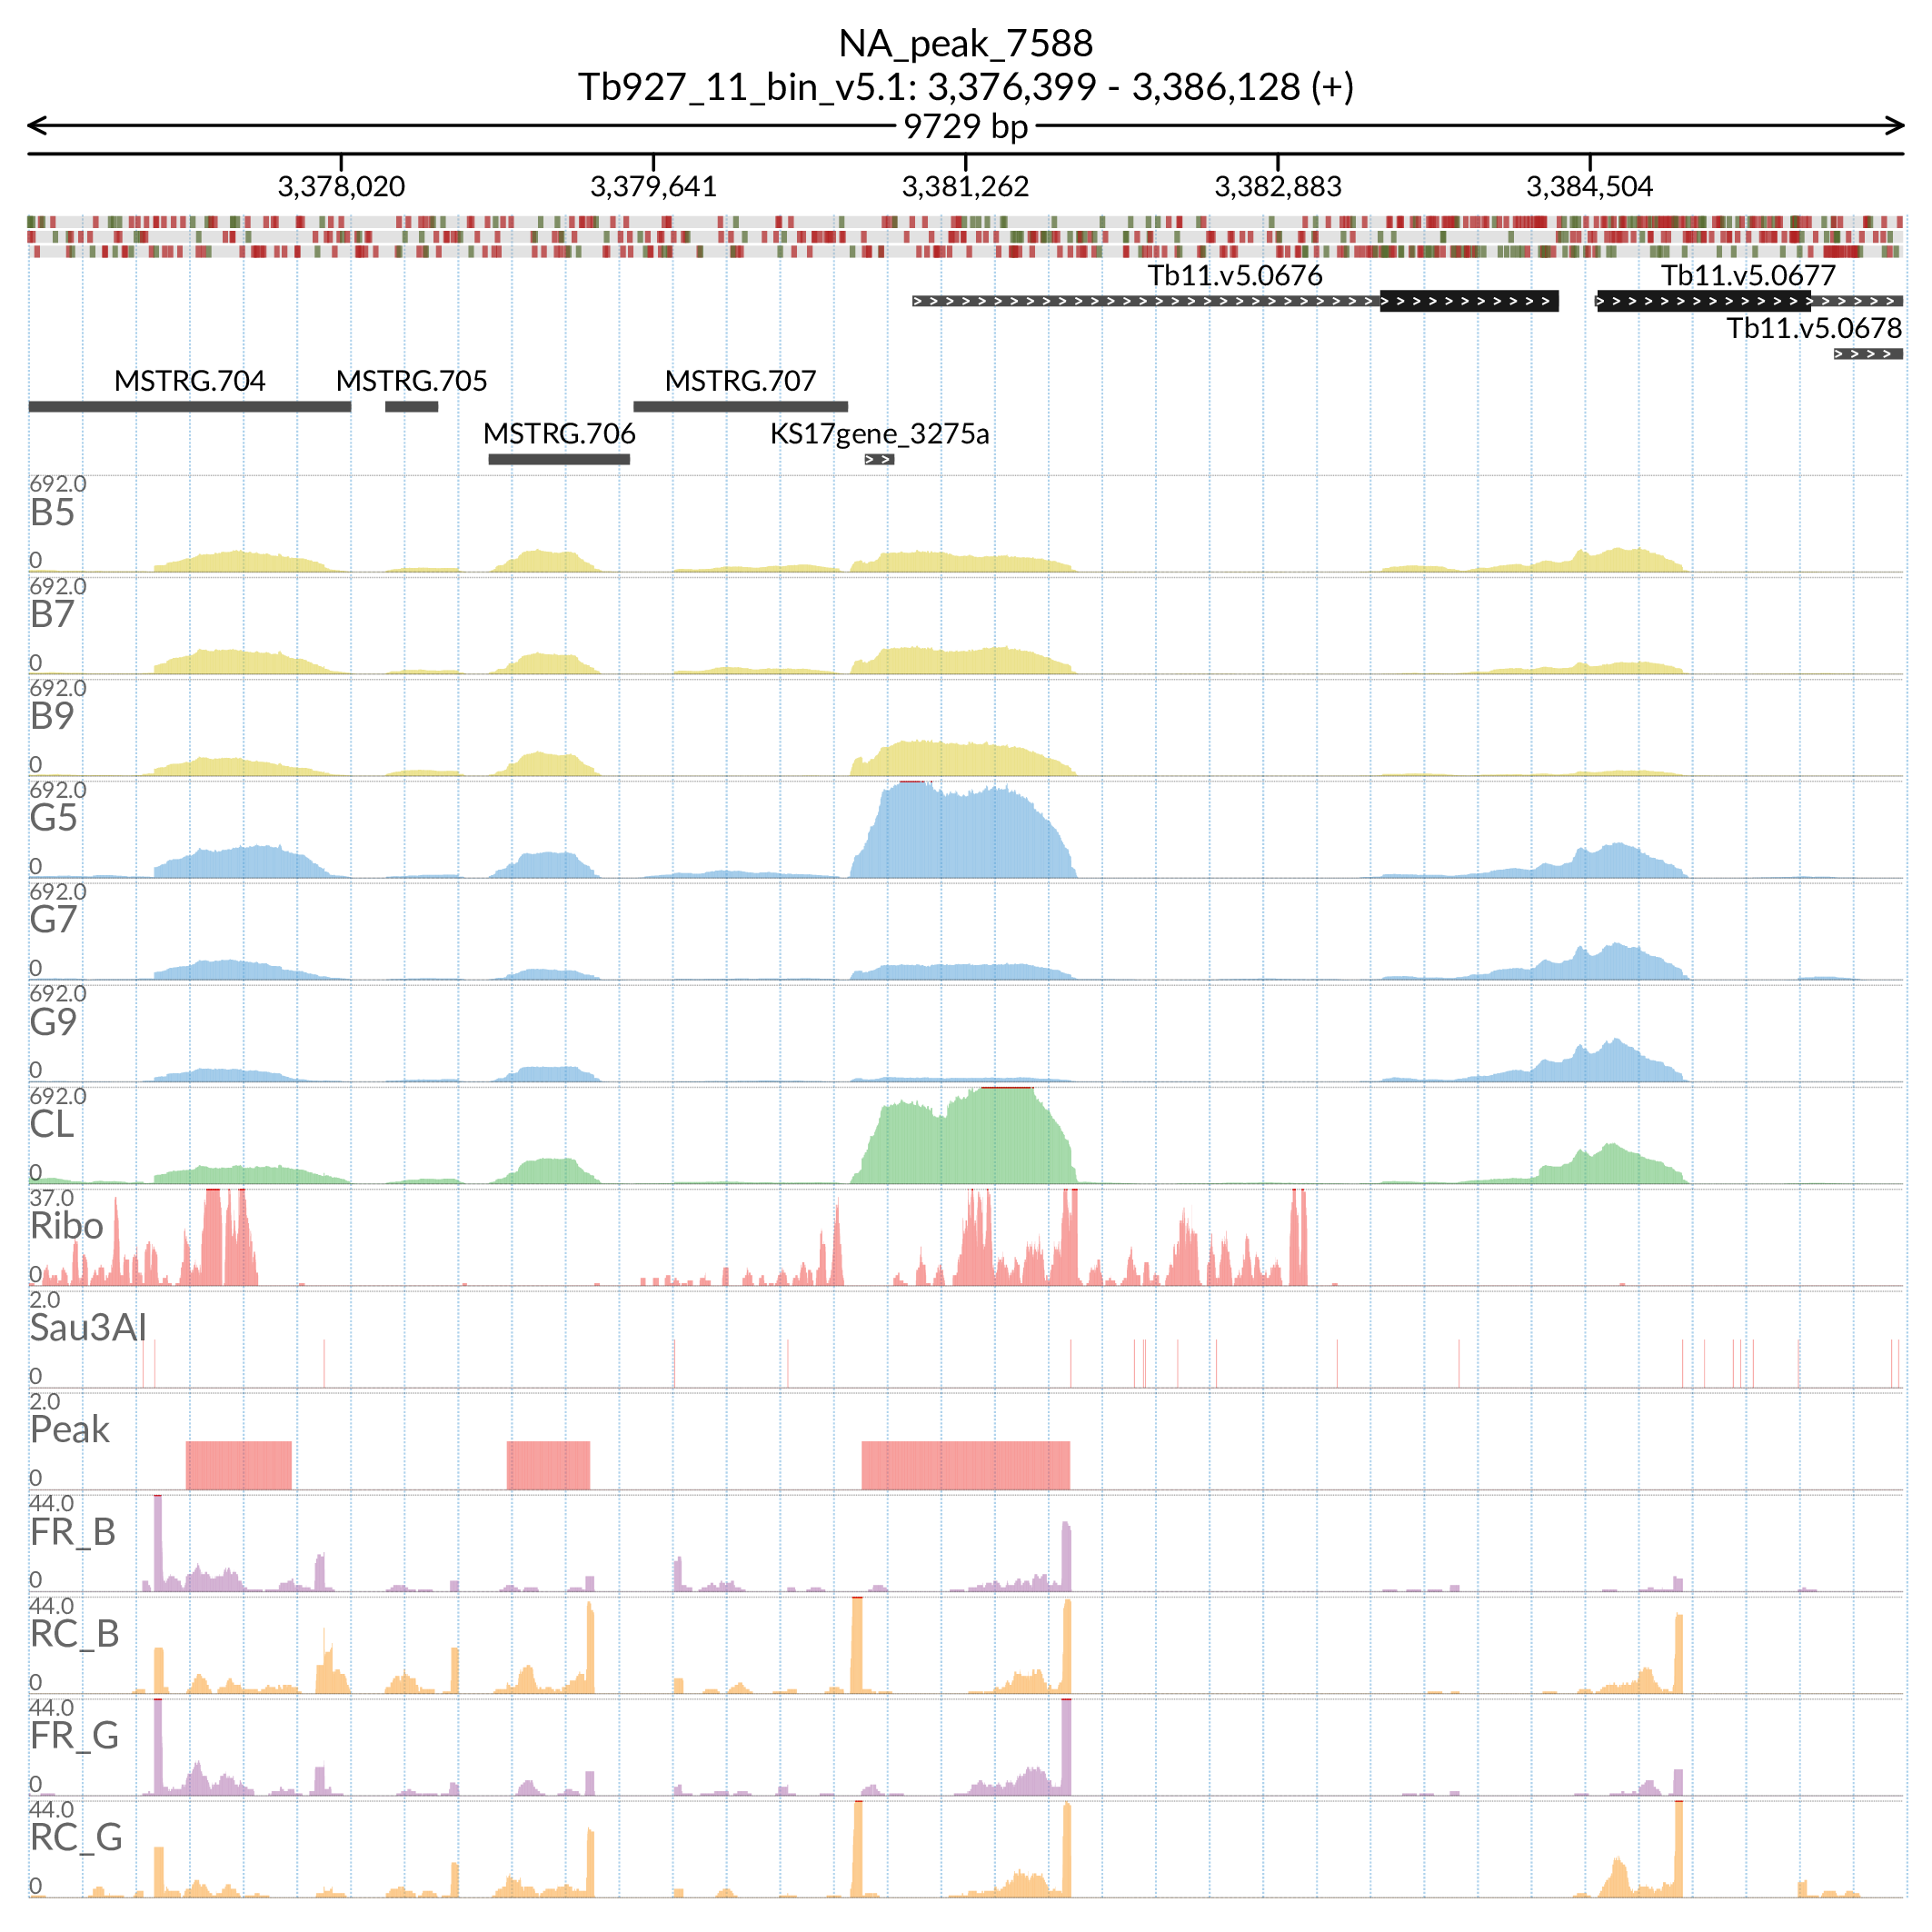 NA_peak_7588
Tb927_11_bin_v5.1: 3,376,399 - 3,386,128 (+)
9729 bp
3,378,020 3,379,641 3,381,262 3,382,883 3,384,504
Tb11.v5.0676 Tb11.v5.0677
Tb11.v5.0678
MSTRG.704 MSTRG.705 MSTRG.707
MSTRG.706 KS17gene_3275a
692.0
B5
0
692.0
B7
0
692.0
B9
0
692.0
G5
0
692.0
G7
0
692.0
G9
0
692.0
CL
0
37.0
Ribo
0
2.0
Sau3AI
0
2.0
Peak
0
44.0
FR_B
0
44.0
RC_B
0
44.0
FR_G
0
44.0
RC_G
0